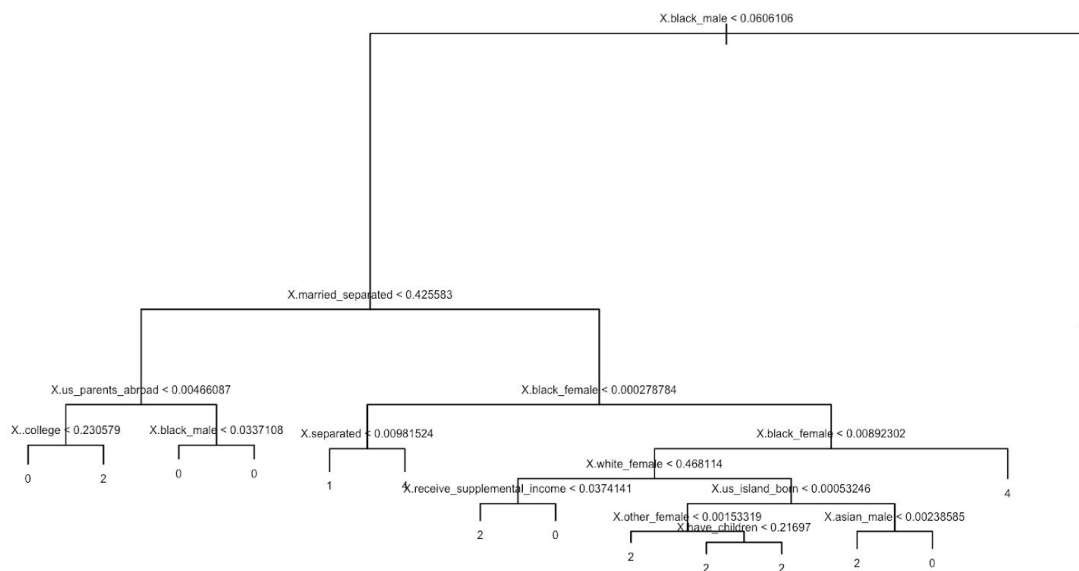 X.black_male < 0.0606106
X.married_separated < 0.425583
X.us_parents_abroad < 0.00466087
X.black_female < 0.000278784
X..college < 0.230579
X.black_male < 0.0337108
X.separated < 0.00981524
X.black_female < 0.00892302
0
2
0
0
1
4
X.white_female < 0.468114
4
X.receive_supplemental_income < 0.0374141
X.us_island_born < 0.00053246
2
0
X.other_female < 0.00153319
X.asian_male < 0.00238585
2
X.have_children < 0.21697
2
0
2
2